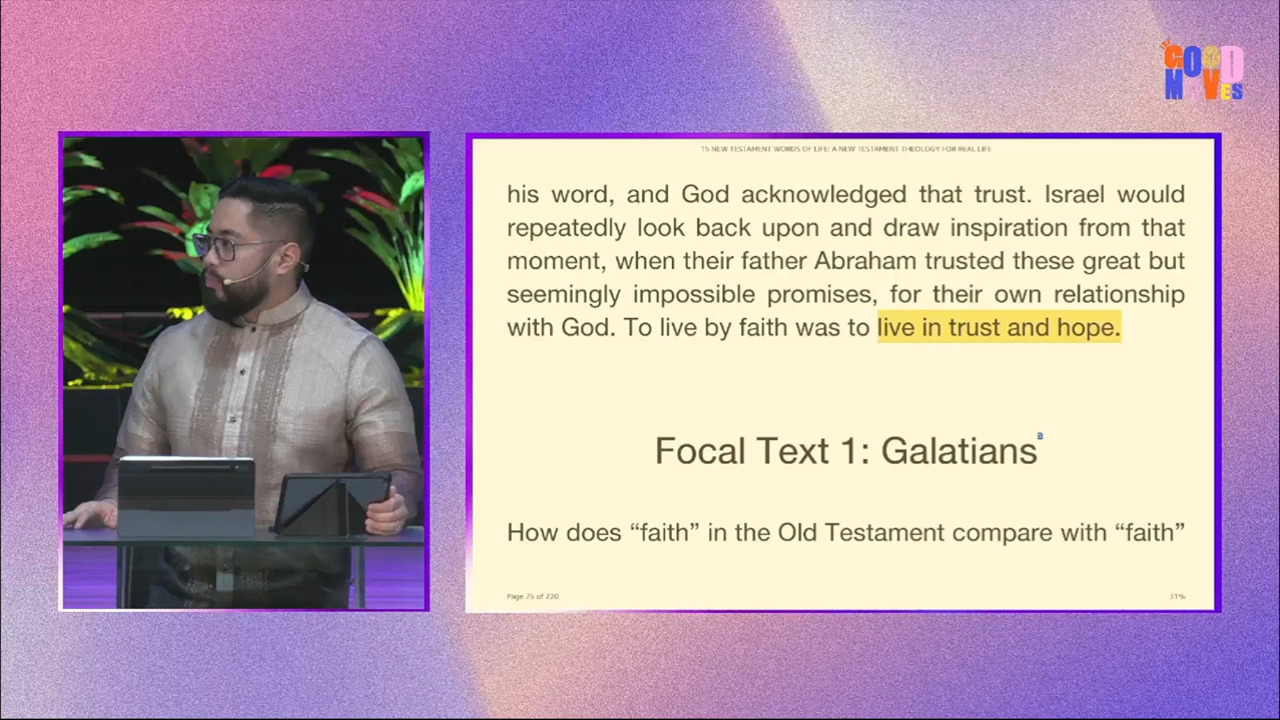 THE
GOOD
MOVES
15 NEW TESTAMENT WORDS OF LIFE: A NEW TESTAMENT THEOLOGY FOR REAL LIFE
his word, and God acknowledged that trust. Israel would
repeatedly look back upon and draw inspiration from that
moment, when their father Abraham trusted these great but
seemingly impossible promises, for their own relationship
with God. To live by faith was to live in trust and hope.
Focal Text 1: Galatians
How does “faith” in the Old Testament compare with “faith”
Page 75 of 220
31%